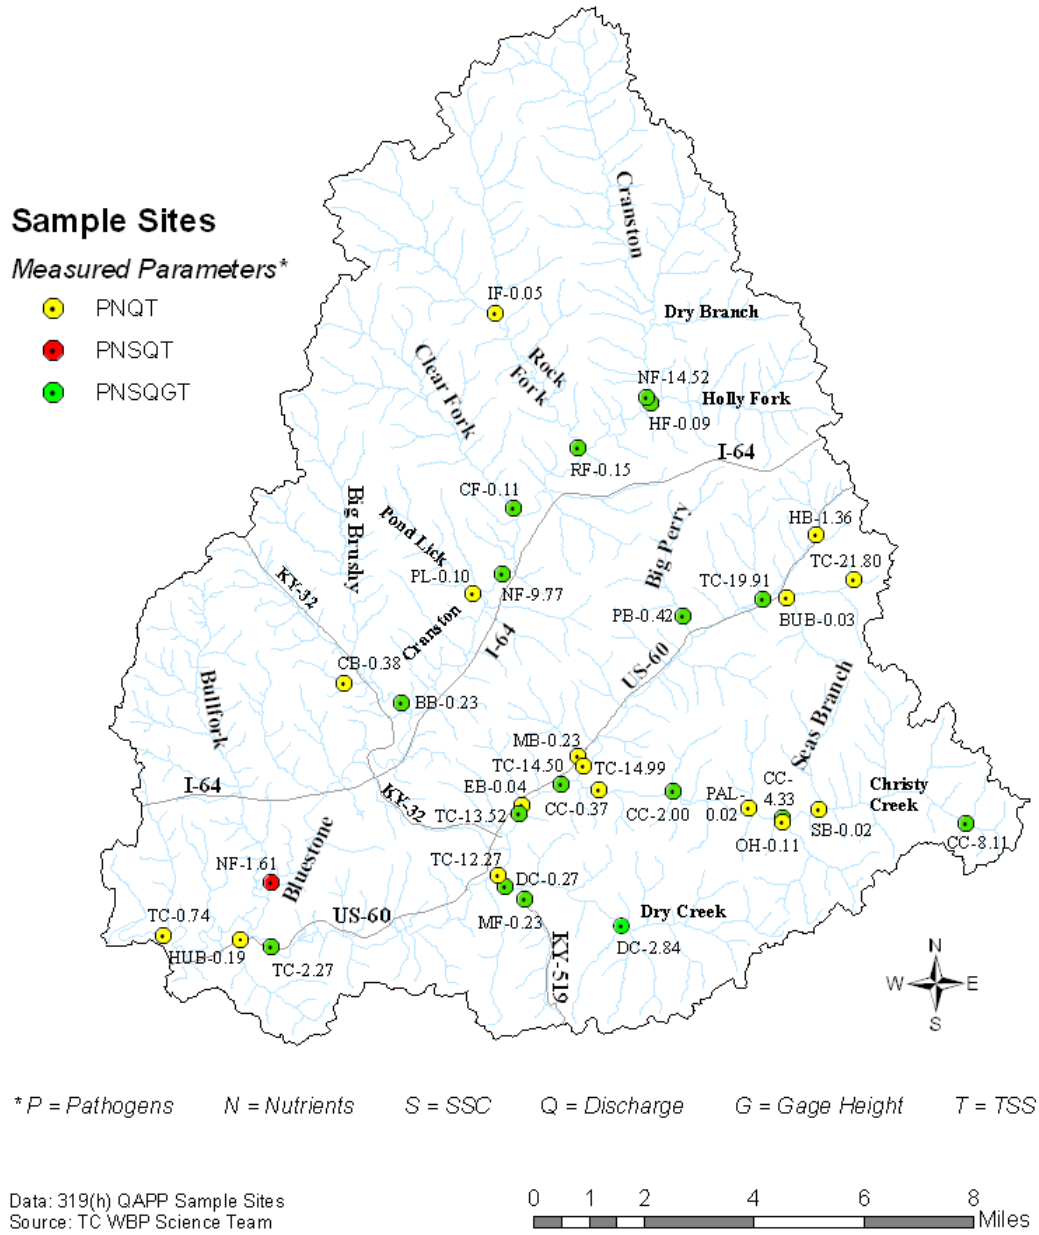 Sample Sites
Measured Parameters*
PNQT
PNSQT
PNSQGT
Cranston
IF-0.05
Dry Branch
Clear Fork
Rock
Fork
NF-14.52
Holly Fork
HF-0.09
RF-0.15
I-64
CF-0.11
Big Brushy
Pond Lick
Big Perry
HB-1.36
TC-21.80
KY-32
PL-0.10
NF-9.77
TC-19.91
BUB-0.03
PB-0.42
Cranston
I-64
US-60
CB-0.38
BB-0.23
Bullfork
Seas Branch
MB-0.23
TC-14.50
TC-14.99
I-64
KY-32
EB-0.04
CC-0.37
CC-2.00
PAL-
0.02
CC-
4.33
Christy
Creek
TC-13.52
SB-0.02
OH-0.11
CC-8.11
NF-1.61
Bluestone
TC-12.27
DC-0.27
MF-0.23
TC-0.74
US-60
Dry Creek
HUB-0.19
TC-2.27
DC-2.84
KY-519
N
W
E
S
* P = Pathogens N = Nutrients S = SSC Q = Discharge G = Gage Height T = TSS
Data: 319(h) QAPP Sample Sites
Source: TC WBP Science Team
0 1 2 4 6 8
Miles